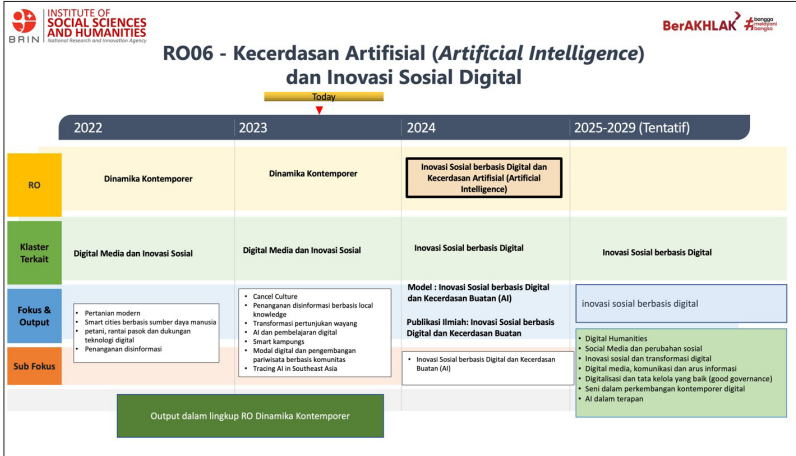 BRIN
INSTITUTE OF
SOCIAL SCIENCES
AND HUMANITIES
National Research and Innovation Agency
BerAKHLAK
#bangga
melayani
bangsa
RO06 - Kecerdasan Artifisial (Artificial Intelligence)
dan Inovasi Sosial Digital
Today
2022
2023
2024
2025-2029 (Tentatif)
RO
Dinamika Kontemporer
Dinamika Kontemporer
Inovasi Sosial berbasis Digital dan
Kecerdasan Artifisial (Artificial
Intelligence)
Klaster
Terkait
Digital Media dan Inovasi Sosial
Digital Media dan Inovasi Sosial
Inovasi Sosial berbasis Digital
Inovasi Sosial berbasis Digital
Fokus &
Output
• Pertanian modern
• Smart cities berbasis sumber daya manusia
• petani, rantai pasok dan dukungan
teknologi digital
• Penanganan disinformasi
• Cancel Culture
• Penanganan disinformasi berbasis local
knowledge
• Transformasi pertunjukan wayang
• AI dan pembelajaran digital
• Smart kampungs
• Modal digital dan pengembangan
pariwisata berbasis komunitas
• Tracing AI in Southeast Asia
Model : Inovasi Sosial berbasis Digital
dan Kecerdasan Buatan (AI)
Publikasi Ilmiah: Inovasi Sosial berbasis
Digital dan Kecerdasan Buatan
inovasi sosial berbasis digital
Sub Fokus
• Inovasi Sosial berbasis Digital dan Kecerdasan
Buatan (AI)
• Digital Humanities
• Social Media dan perubahan sosial
• Inovasi sosial dan transformasi digital
• Digital media, komunikasi dan arus informasi
• Digitalisasi dan tata kelola yang baik (good governance)
• Seni dalam perkembangan kontemporer digital
• AI dalam terapan
Output dalam lingkup RO Dinamika Kontemporer